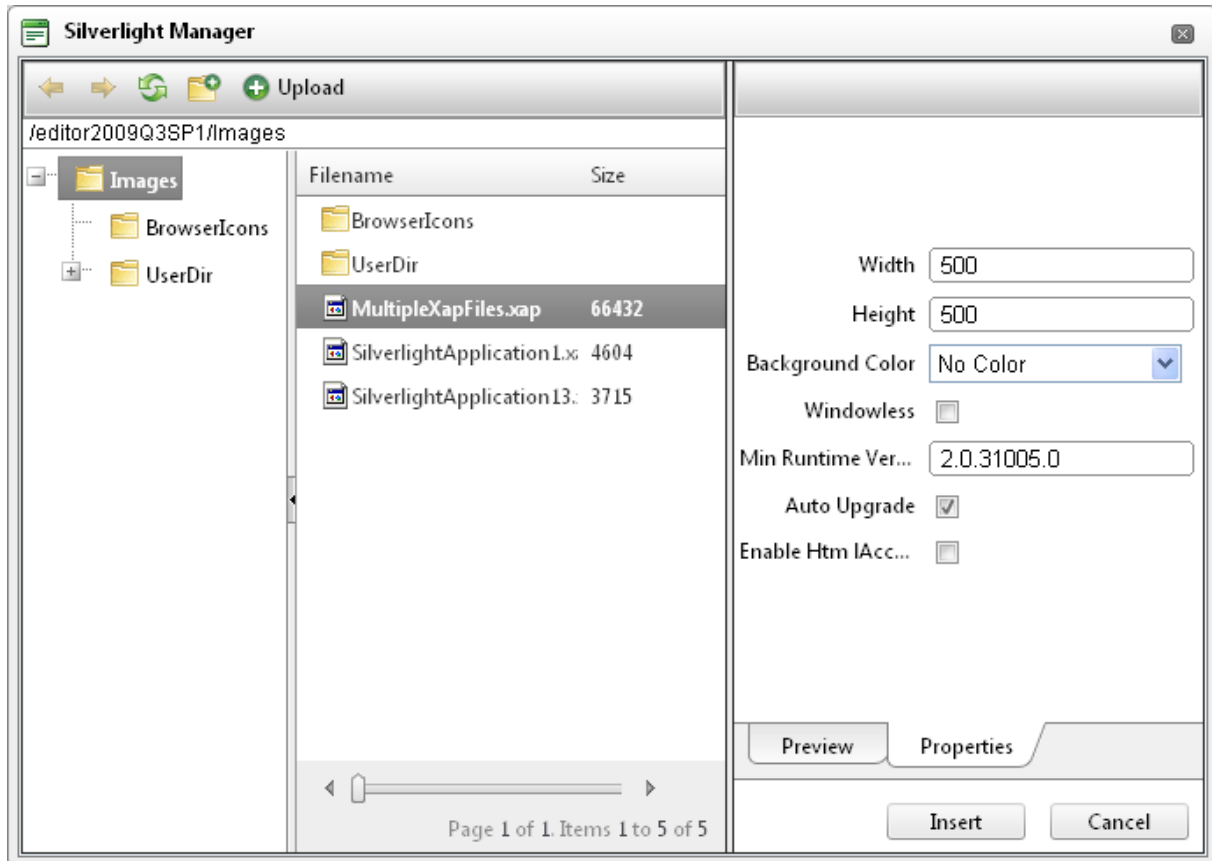 Silverlight Manager
Upload
/editor2009Q3SP1/Images
Images
BrowserIcons
UserDir
Filename Size
BrowserIcons
UserDir
MultipleXapFiles.xap 66432
SilverlightApplication1.xa 4604
SilverlightApplication13. 3715
Page 1 of 1. Items 1 to 5 of 5
Width 500
Height 500
Background Color No Color
Windowless
Min Runtime Ver... 2.0.31005.0
Auto Upgrade
Enable Htm lAcc...
Preview Properties
Insert Cancel